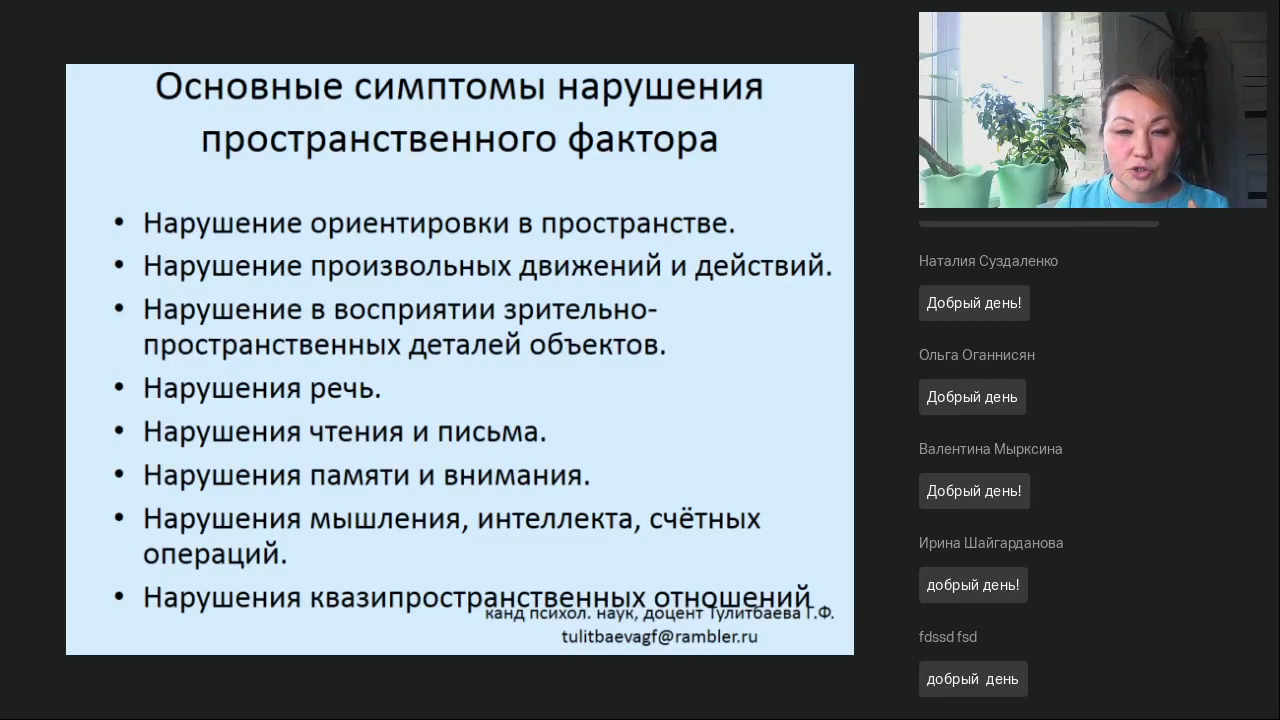 Основные симптомы нарушения
пространственного фактора
• Нарушение ориентировки в пространстве.
• Нарушение произвольных движений и действий.
• Нарушение в восприятии зрительно-
пространственных деталей объектов.
• Нарушения речь.
• Нарушения чтения и письма.
• Нарушения памяти и внимания.
• Нарушения мышления, интеллекта, счётных
операций.
• Нарушения квазипространственных отношений
канд психол. наук, доцент Тулитбаева Г.Ф.
tulitbaevagf@rambler.ru
Наталия Суздаленко
Добрый день!
Ольга Оганнисян
Добрый день
Валентина Мырксина
Добрый день!
Ирина Шайгарданова
добрый день!
fdssd fsd
добрый день